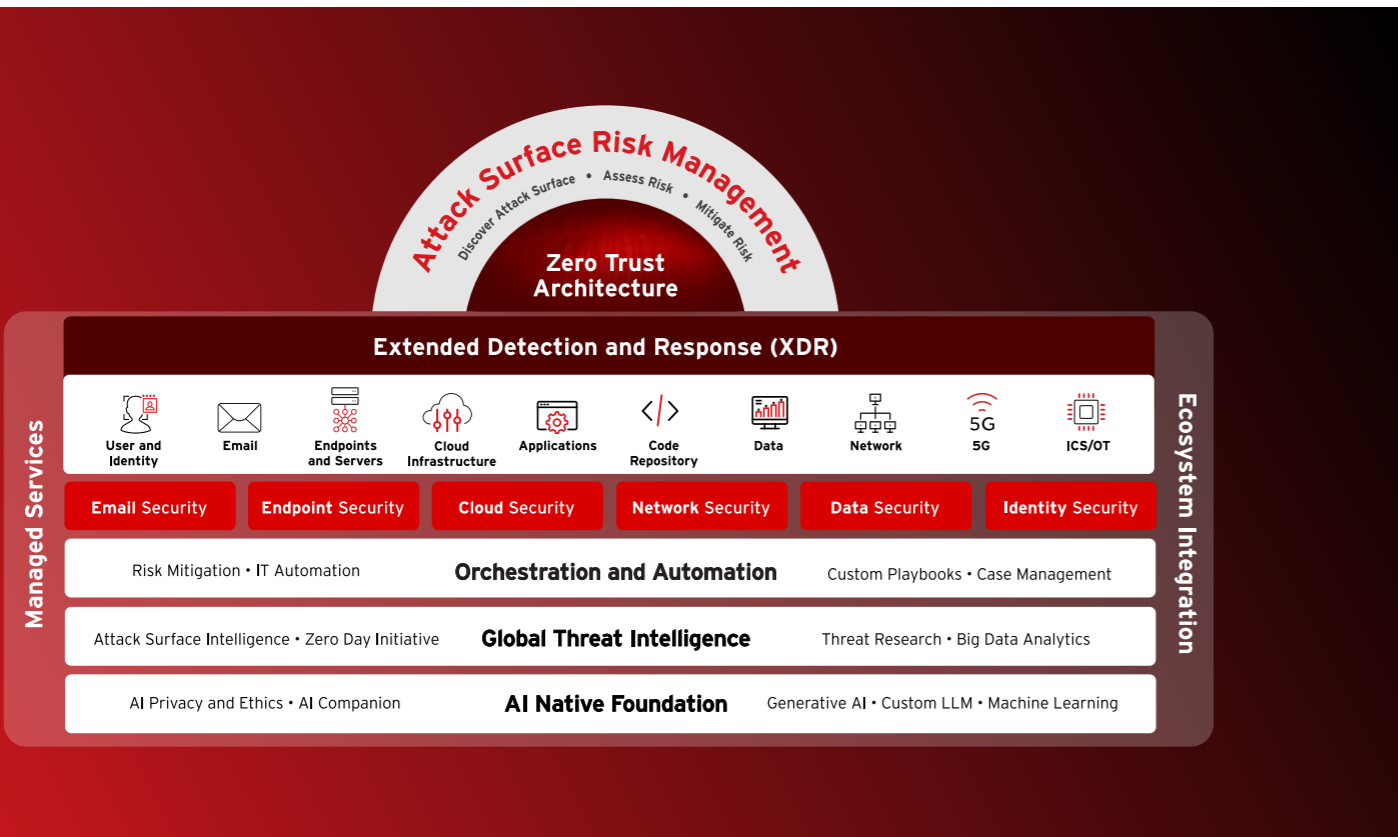 Attack Surface Risk Management
Discover Attack Surface • Assess Risk • Mitigate Risk
Zero Trust
Architecture
Managed Services
Extended Detection and Response (XDR)
User and
Identity
Email
Endpoints
and Servers
Cloud
Infrastructure
Applications
Code
Repository
Data
Network
5G
5G
ICS/OT
Email Security
Endpoint Security
Cloud Security
Network Security
Data Security
Identity Security
Risk Mitigation • IT Automation
Orchestration and Automation
Custom Playbooks • Case Management
Attack Surface Intelligence • Zero Day Initiative
Global Threat Intelligence
Threat Research • Big Data Analytics
AI Privacy and Ethics • AI Companion
AI Native Foundation
Generative AI • Custom LLM • Machine Learning
Ecosystem Integration